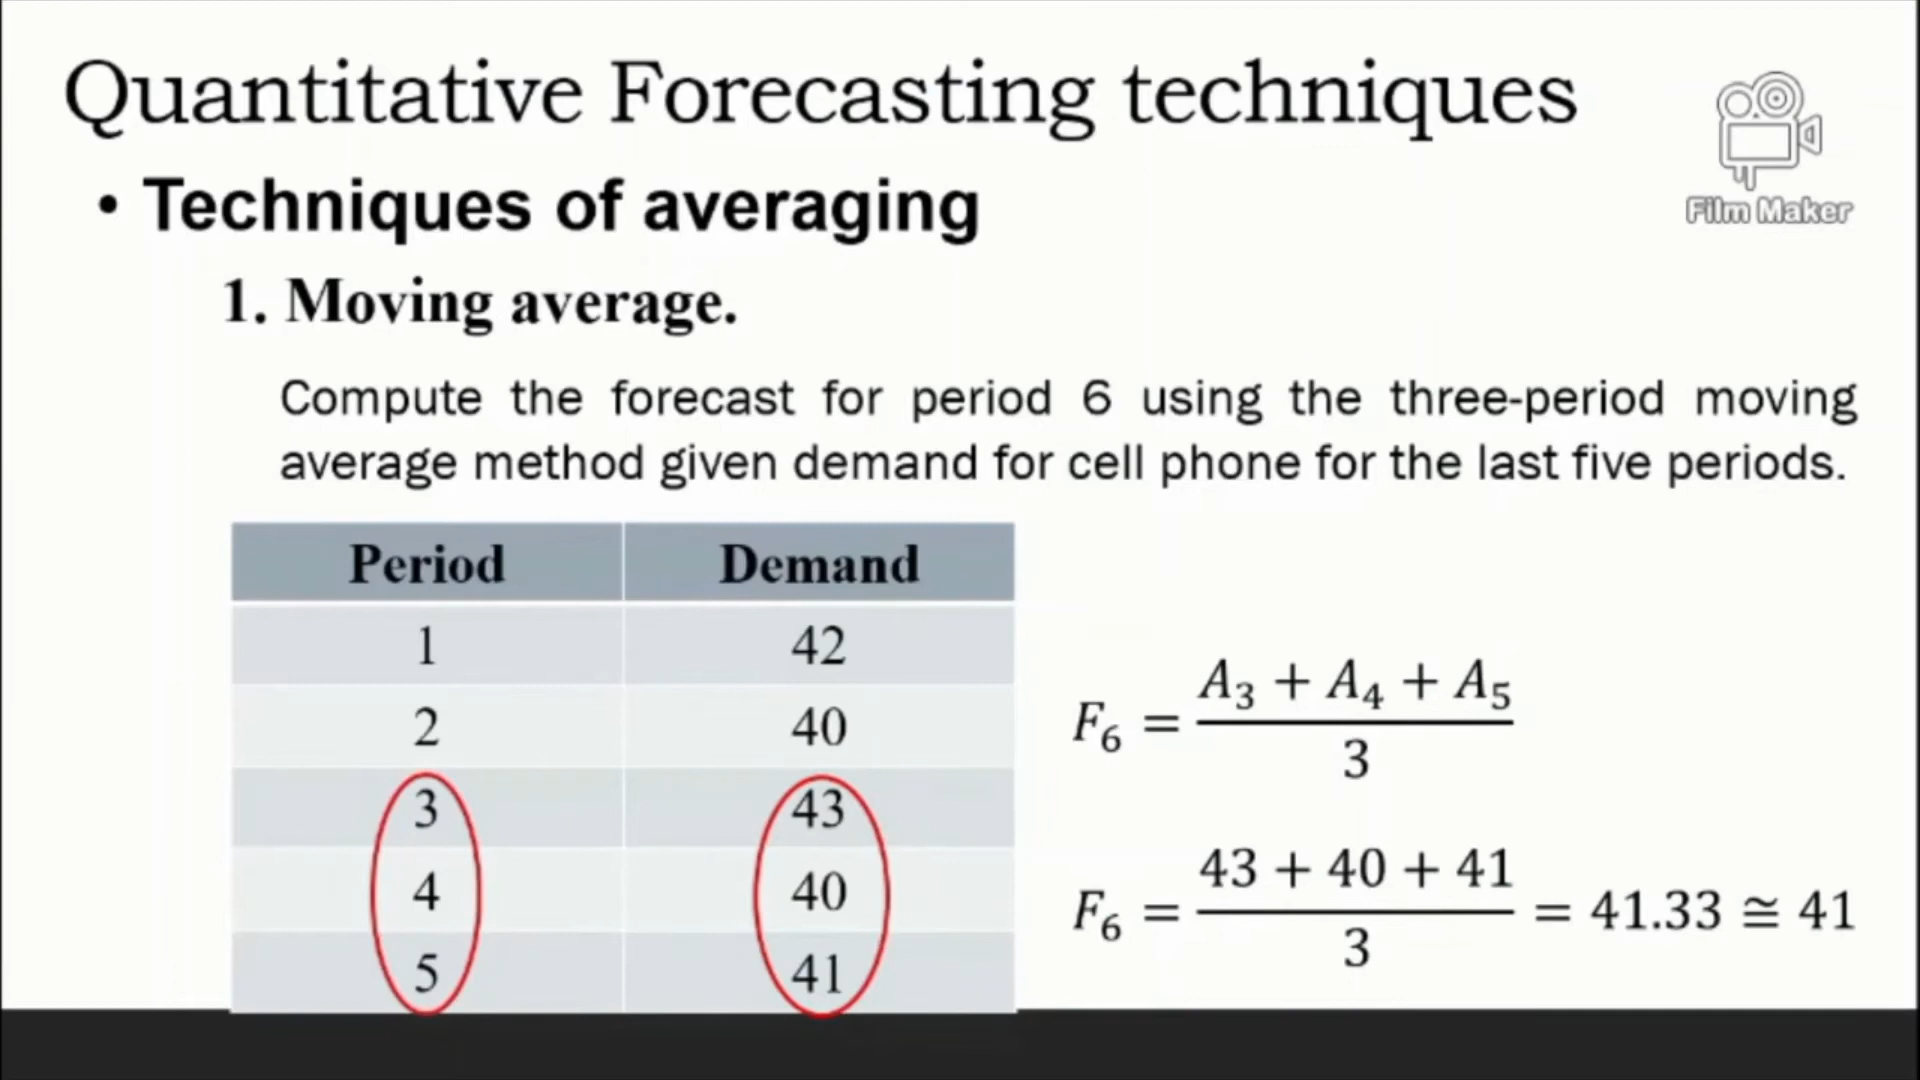 Quantitative Forecasting techniques
Film Maker
• Techniques of averaging
1. Moving average.
Compute the forecast for period 6 using the three-period moving
average method given demand for cell phone for the last five periods.
Period Demand
1 42
2 40
3 43
4 40
5 41
F₆ = (A₃ + A₄ + A₅) / 3
F₆ = (43 + 40 + 41) / 3 = 41.33 ≅ 41